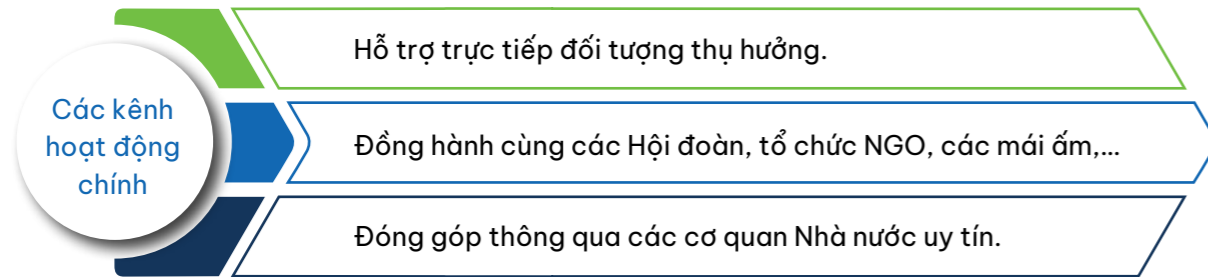 Các kênh
hoạt động
chính
Hỗ trợ trực tiếp đối tượng thụ hưởng.
Đồng hành cùng các Hội đoàn, tổ chức NGO, các mái ấm,...
Đóng góp thông qua các cơ quan Nhà nước uy tín.